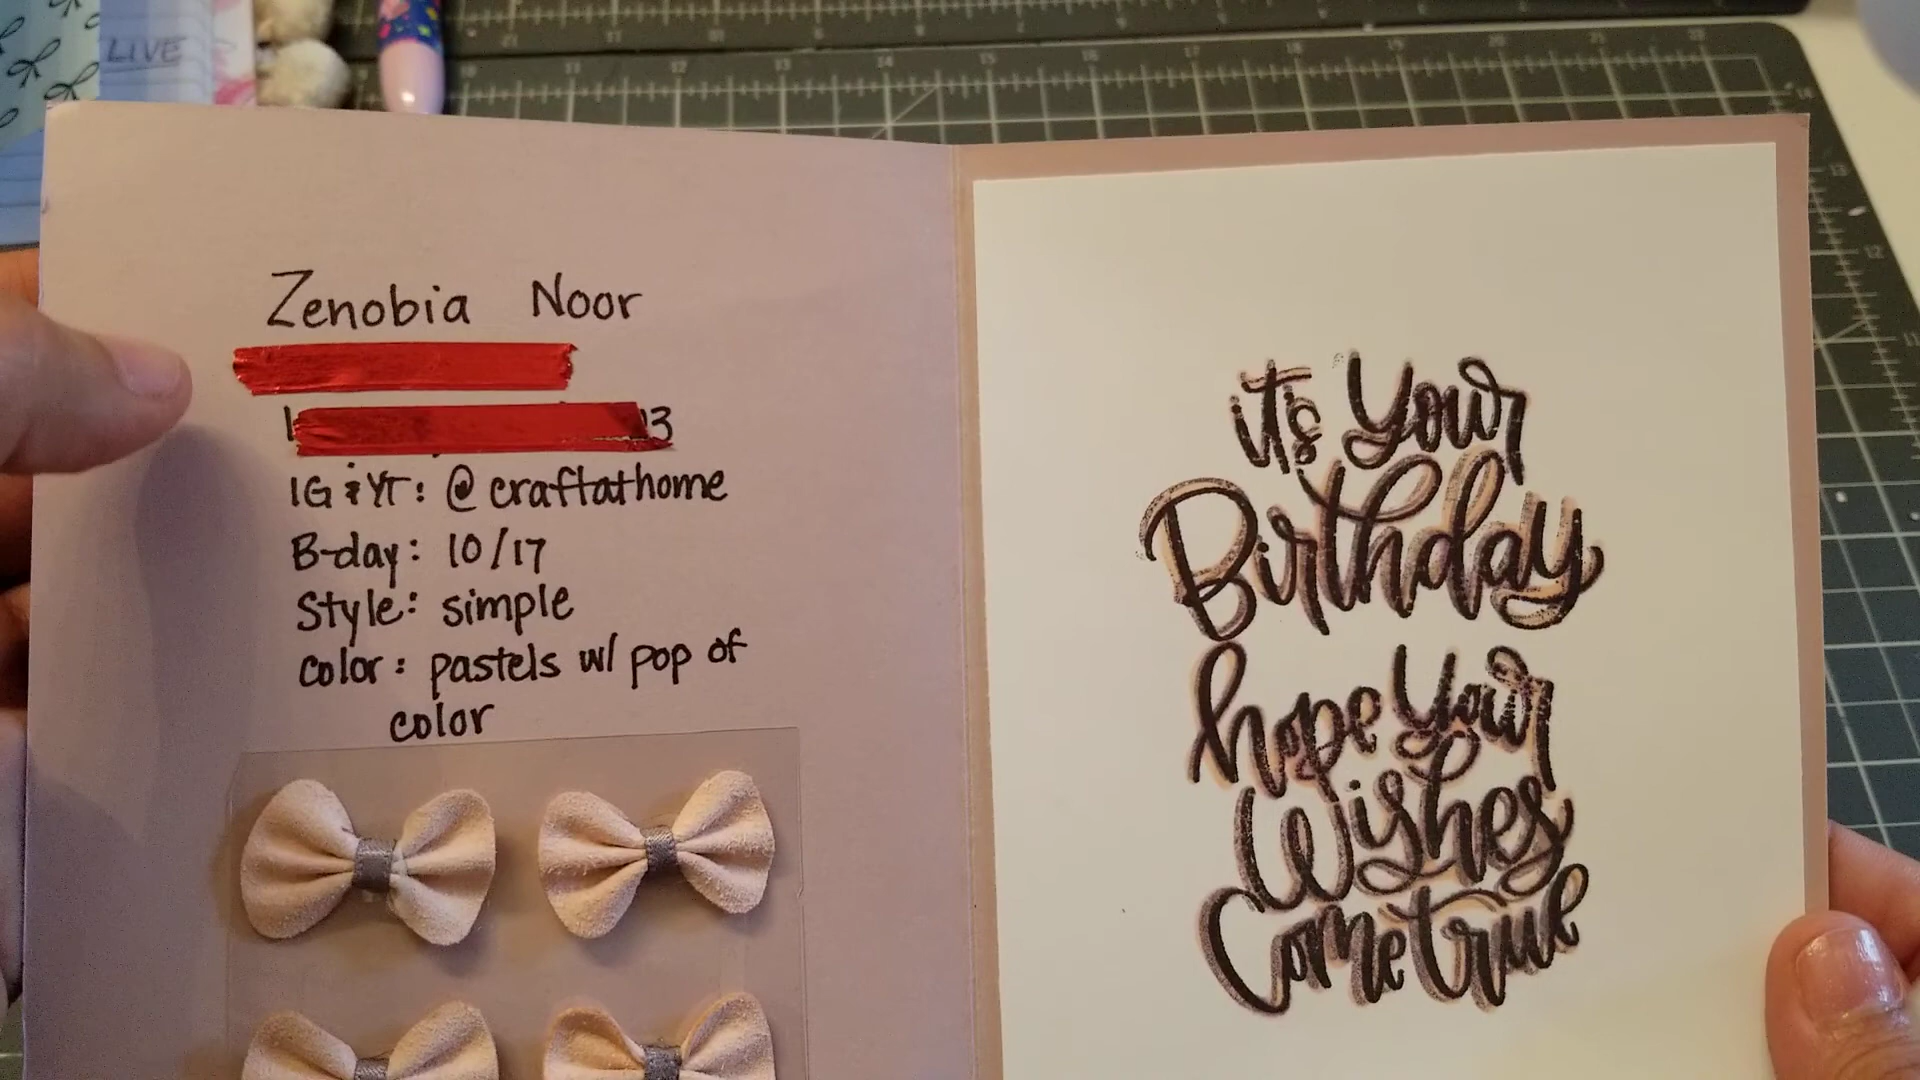 LIVE
Zenobia Noor
13
IG & YT: @craftathome
B-day: 10/17
Style: simple
color: pastels w/ pop of
color
it's Your
Birthday
hope Your
Wishes
Come true